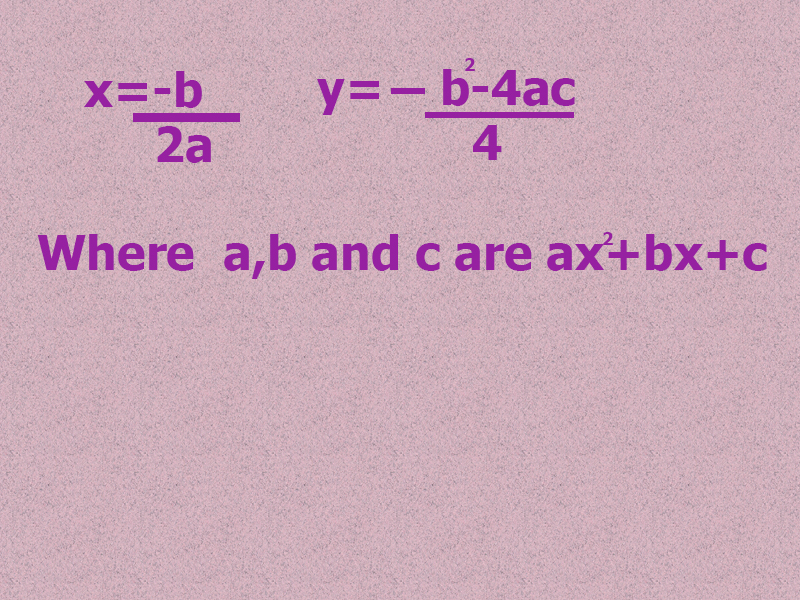 x=-b y=− b²-4ac
2a 4
Where a,b and c are ax²+bx+c